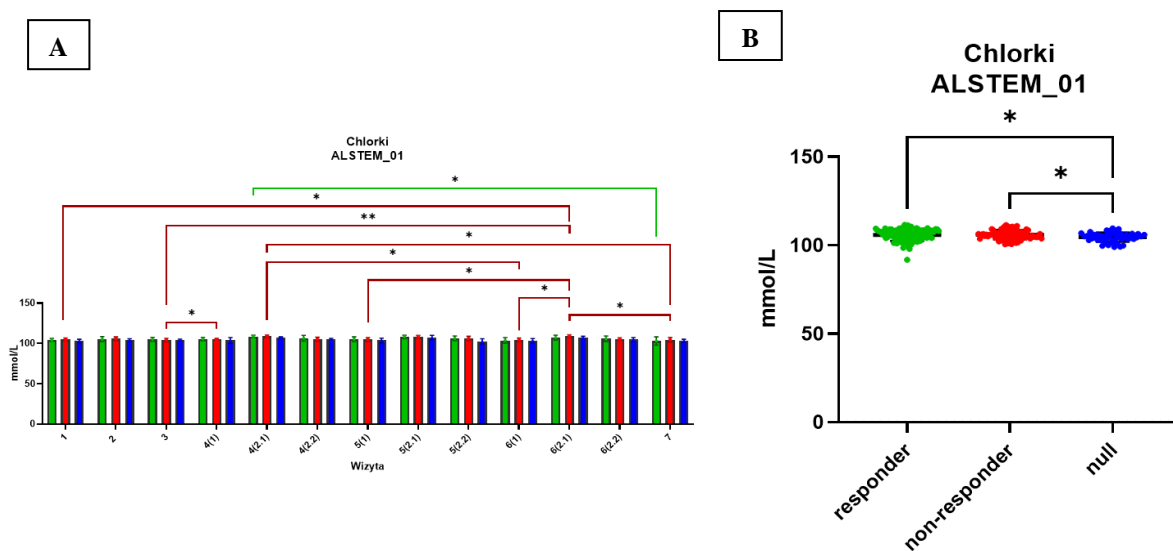 A
Chlorki
ALSTEM_01
*
*
**
*
*
*
*
*
*
150
100
50
0
mmol/L
1
2
3
4(1)
4(2.1)
4(2.2)
5(1)
5(2.1)
5(2.2)
6(1)
6(2.1)
6(2.2)
7
Wizyta
B
Chlorki
ALSTEM_01
*
*
150
100
50
0
mmol/L
responder
non-responder
null